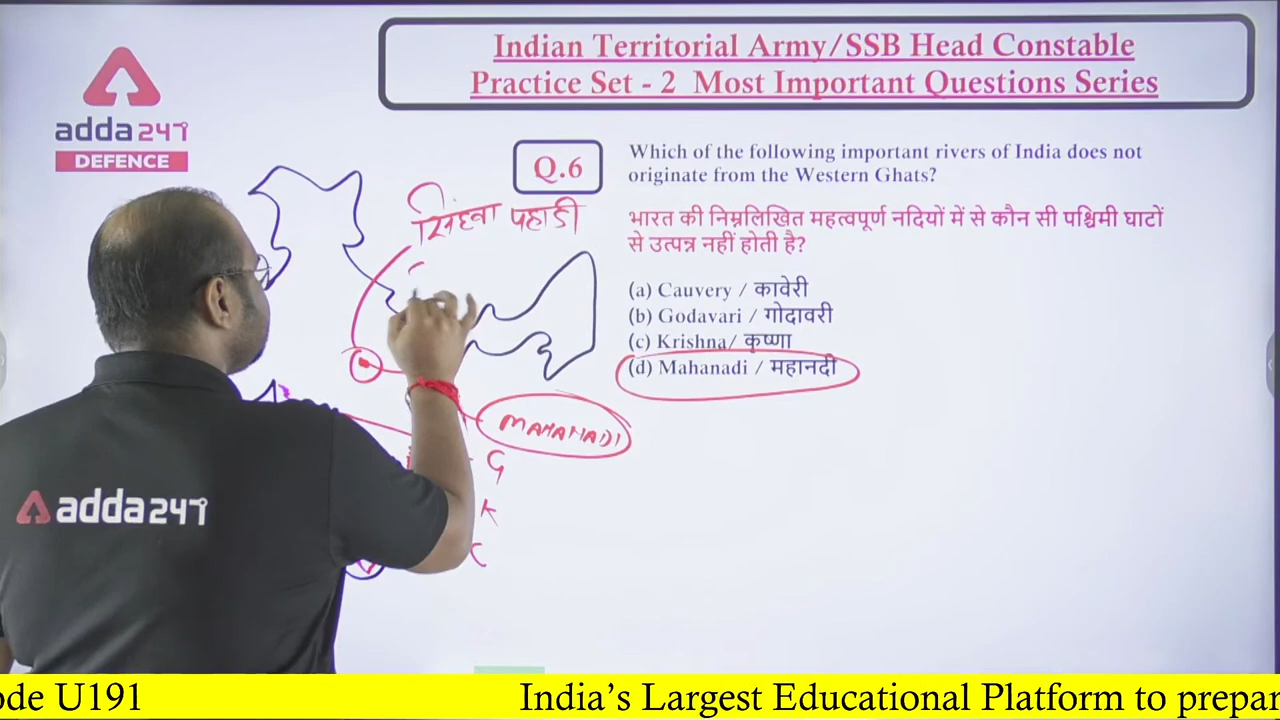 Indian Territorial Army/SSB Head Constable
Practice Set - 2 Most Important Questions Series
adda247
DEFENCE
Q.6
Which of the following important rivers of India does not
originate from the Western Ghats?
भारत की निम्नलिखित महत्वपूर्ण नदियों में से कौन सी पश्चिमी घाटों
से उत्पन्न नहीं होती है?
(a) Cauvery / कावेरी
(b) Godavari / गोदावरी
(c) Krishna/ कृष्णा
(d) Mahanadi / महानदी
सिहवा पहाडी
MAHANADI
G
K
C
adda247
ode U191
India's Largest Educational Platform to prepar